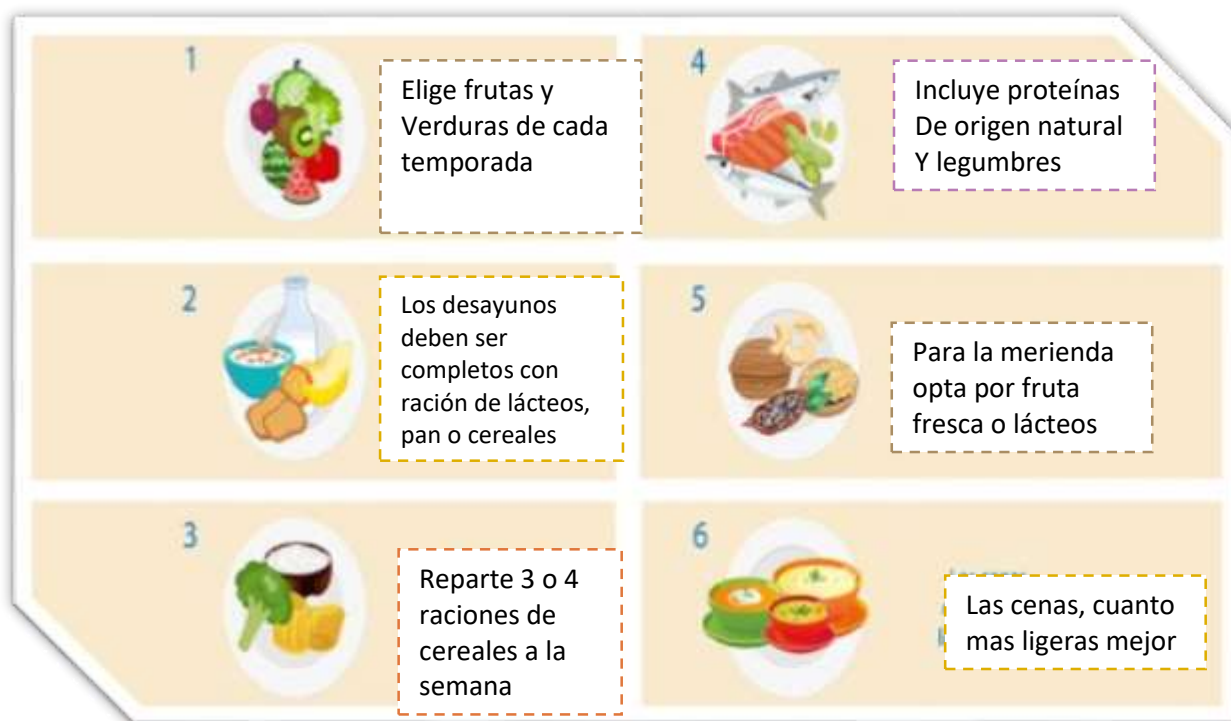 1
Elige frutas y
Verduras de cada
temporada
2
Los desayunos
deben ser
completos con
ración de lácteos,
pan o cereales
3
Reparte 3 o 4
raciones de
cereales a la
semana
4
Incluye proteínas
De origen natural
Y legumbres
5
Para la merienda
opta por fruta
fresca o lácteos
6
Las cenas, cuanto
mas ligeras mejor